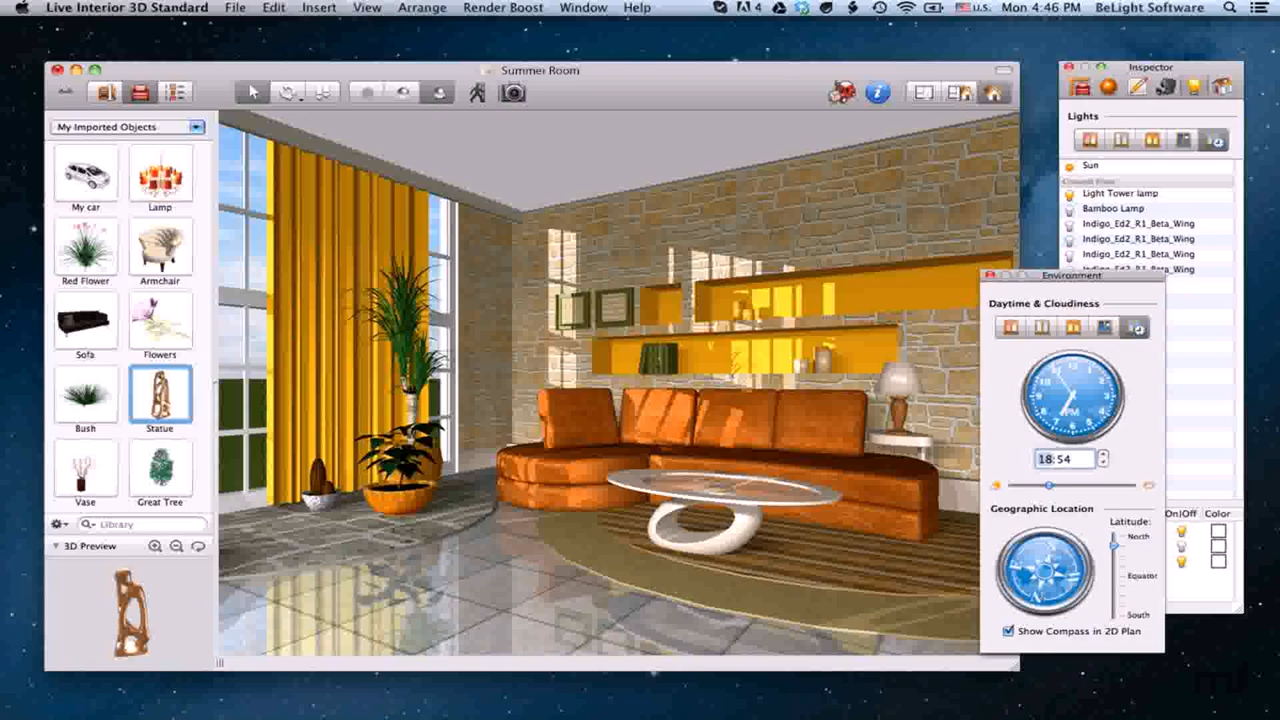 Live Interior 3D Standard File Edit Insert View Arrange Render Boost Window Help 4 U.S. Mon 4:46 PM BeLight Software
Summer Room
My Imported Objects
My car Lamp
Red Flower Armchair
Sofa Flowers
Bush Statue
Vase Great Tree
Library
3D Preview
Inspector
Lights
Sun
Light Tower lamp
Bamboo Lamp
Indigo_Ed2_R1_Beta_Wing
Indigo_Ed2_R1_Beta_Wing
Indigo_Ed2_R1_Beta_Wing
Indigo_Ed2_R1_Beta_Wing
On|Off Color
Environment
Daytime & Cloudiness
PM
18:54
Geographic Location
Latitude:
North
Equator
South
N
Show Compass in 2D Plan